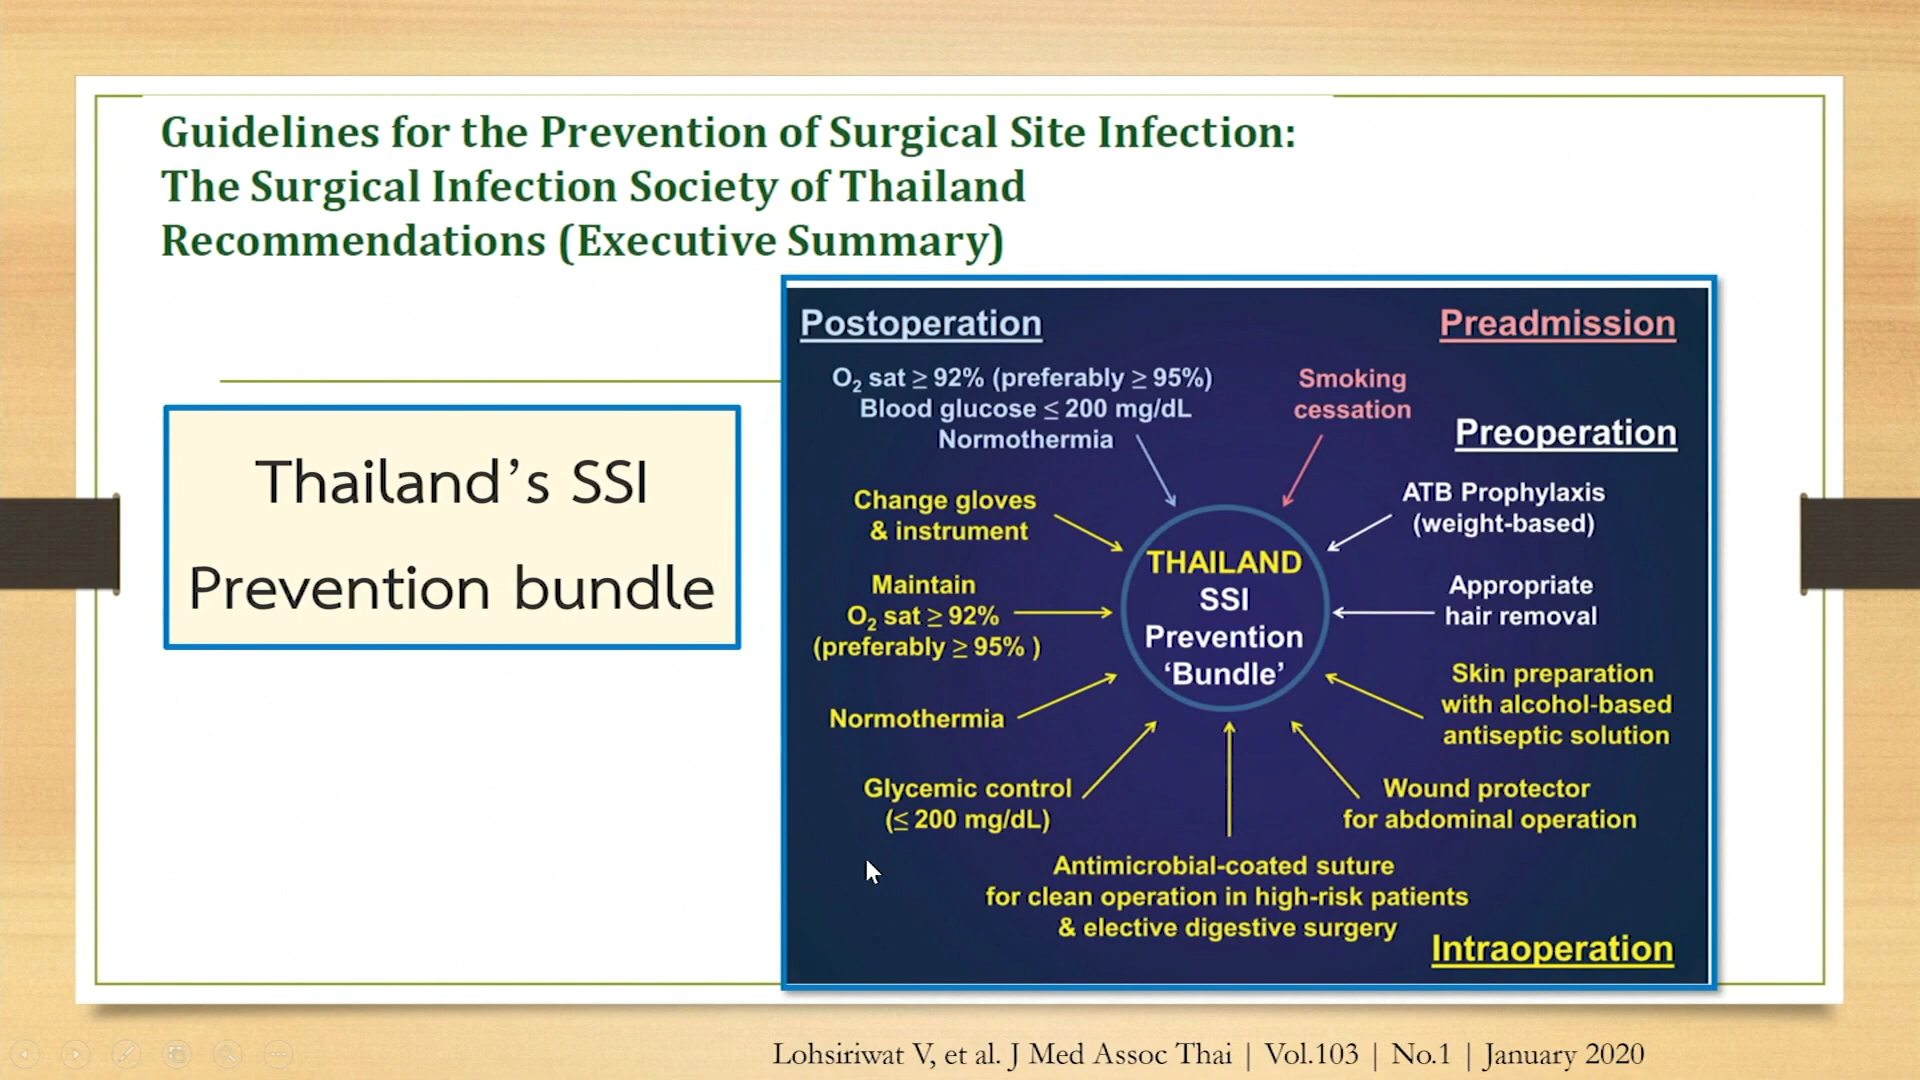 Guidelines for the Prevention of Surgical Site Infection:
The Surgical Infection Society of Thailand
Recommendations (Executive Summary)
Thailand’s SSI
Prevention bundle
Postoperation
O₂ sat ≥ 92% (preferably ≥ 95%)
Blood glucose ≤ 200 mg/dL
Normothermia
Preadmission
Smoking
cessation
Preoperation
ATB Prophylaxis
(weight-based)
Appropriate
hair removal
Change gloves
& instrument
Maintain
O₂ sat ≥ 92%
(preferably ≥ 95% )
Normothermia
Glycemic control
(≤ 200 mg/dL)
THAILAND
SSI
Prevention
‘Bundle’
Skin preparation
with alcohol-based
antiseptic solution
Wound protector
for abdominal operation
Antimicrobial-coated suture
for clean operation in high-risk patients
& elective digestive surgery
Intraoperation
Lohsiriwat V, et al. J Med Assoc Thai | Vol.103 | No.1 | January 2020